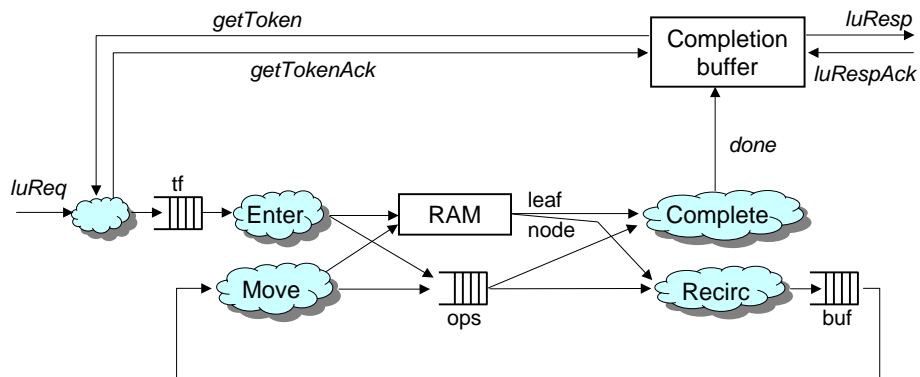 getToken
luResp
Completion
buffer
getTokenAck
luRespAck
done
luReq
tf
Enter
RAM
leaf
node
Complete
Move
ops
Recirc
buf